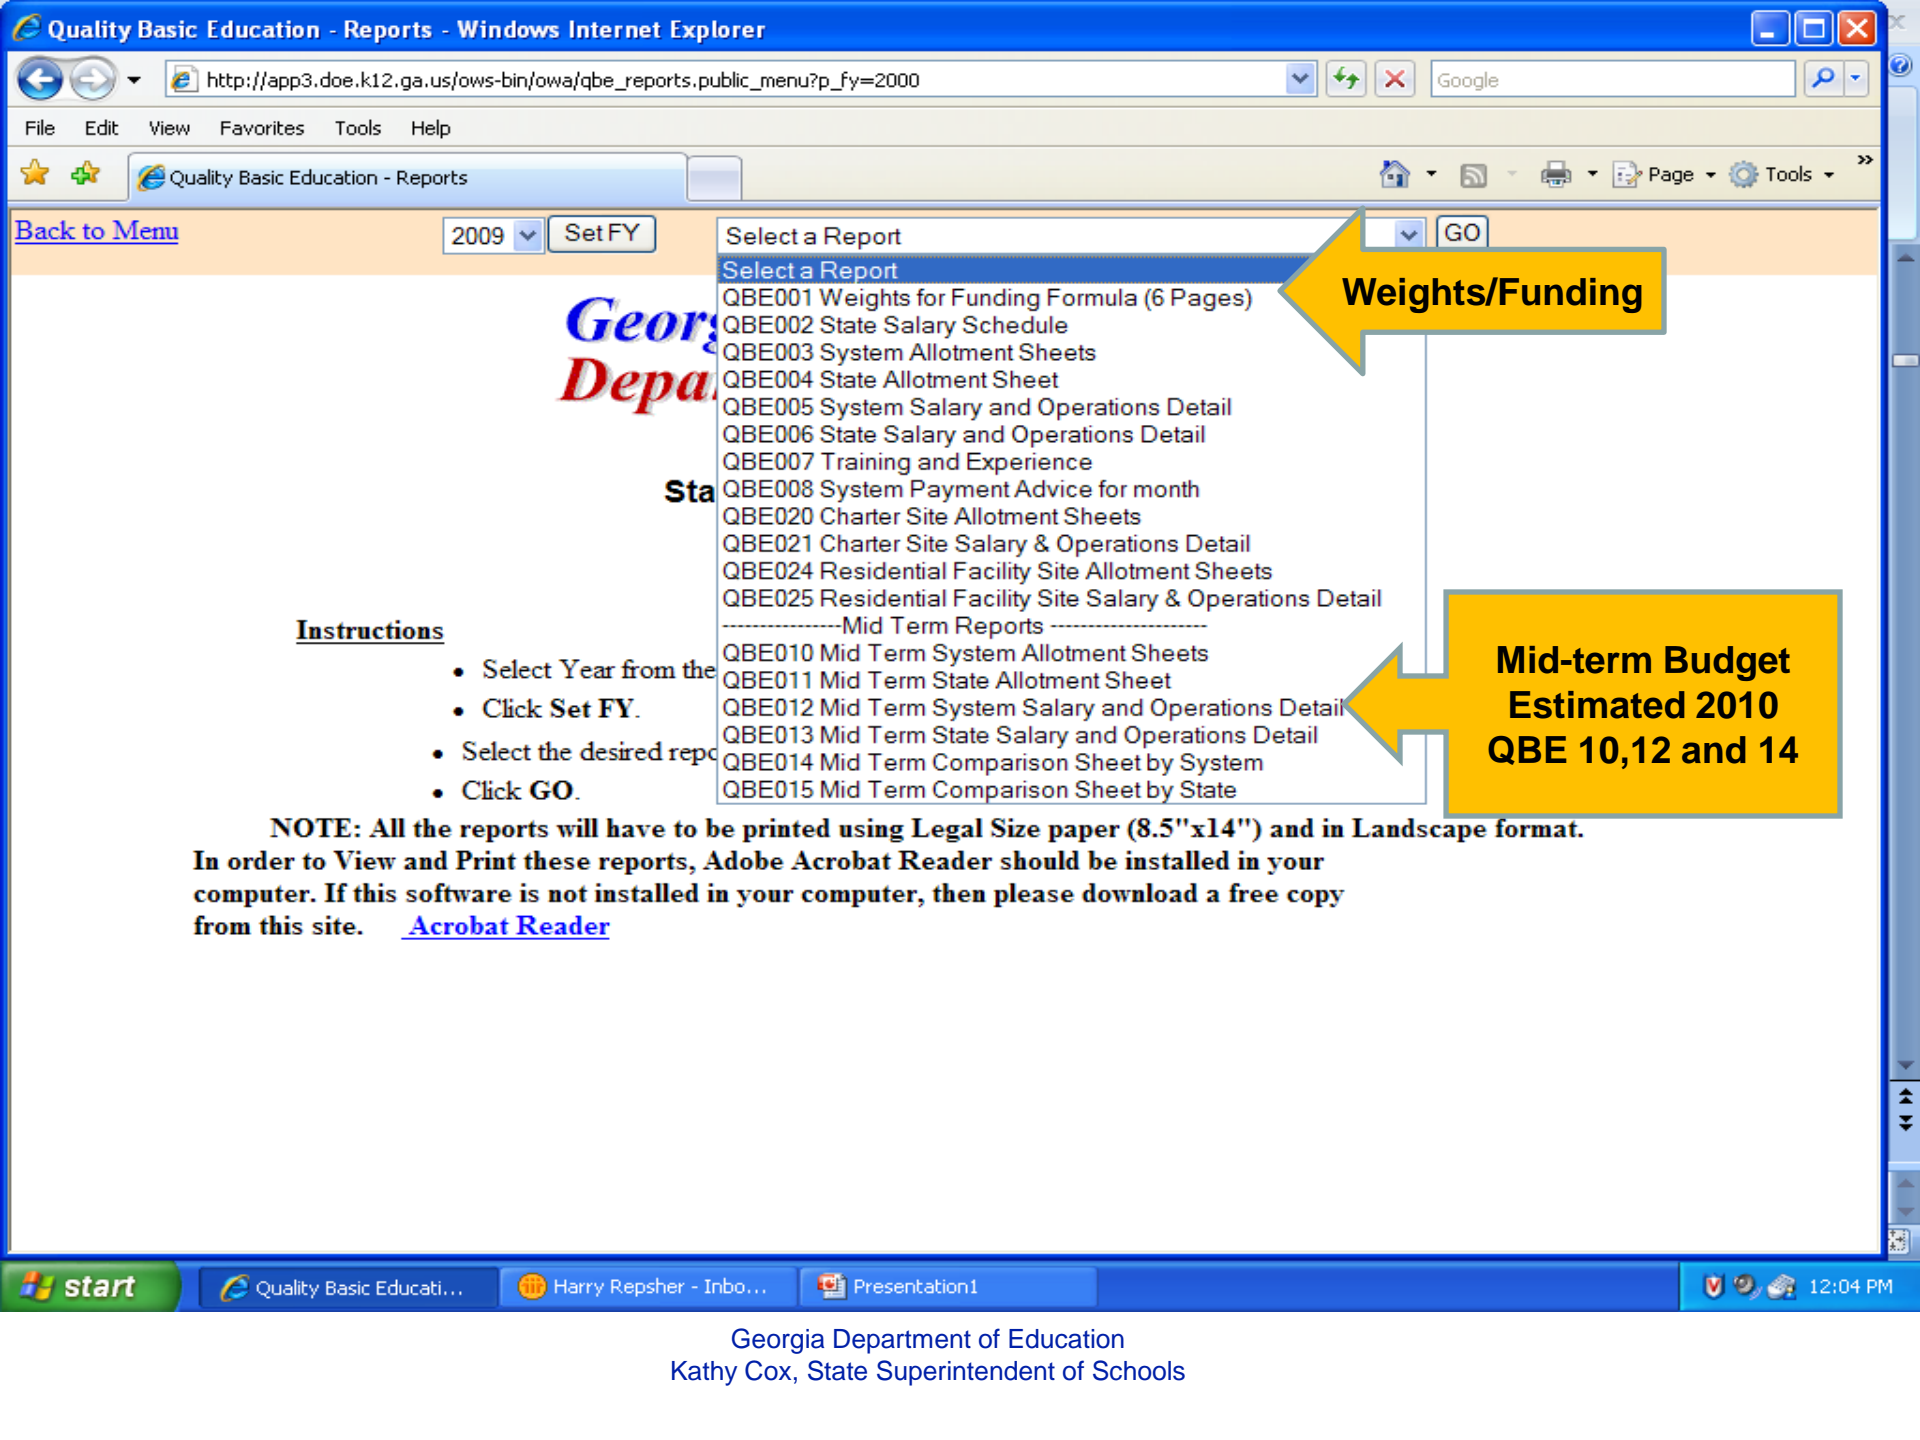 Quality Basic Education - Reports - Windows Internet Explorer
http://app3.doe.k12.ga.us/ows-bin/owa/qbe_reports.public_menu?p_fy=2000
Google
File Edit View Favorites Tools Help
Quality Basic Education - Reports
Page Tools »
Back to Menu
2009 Set FY
Select a Report
GO
Select a Report
QBE001 Weights for Funding Formula (6 Pages)
QBE002 State Salary Schedule
QBE003 System Allotment Sheets
QBE004 State Allotment Sheet
QBE005 System Salary and Operations Detail
QBE006 State Salary and Operations Detail
QBE007 Training and Experience
QBE008 System Payment Advice for month
QBE020 Charter Site Allotment Sheets
QBE021 Charter Site Salary & Operations Detail
QBE024 Residential Facility Site Allotment Sheets
QBE025 Residential Facility Site Salary & Operations Detail
-----------------Mid Term Reports ----------------------
QBE010 Mid Term System Allotment Sheets
QBE011 Mid Term State Allotment Sheet
QBE012 Mid Term System Salary and Operations Detail
QBE013 Mid Term State Salary and Operations Detail
QBE014 Mid Term Comparison Sheet by System
QBE015 Mid Term Comparison Sheet by State
Weights/Funding
Mid-term Budget
Estimated 2010
QBE 10,12 and 14
Geor
Depa
Sta
Instructions
• Select Year from the
• Click Set FY.
• Select the desired repo
• Click GO.
NOTE: All the reports will have to be printed using Legal Size paper (8.5"x14") and in Landscape format.
In order to View and Print these reports, Adobe Acrobat Reader should be installed in your
computer. If this software is not installed in your computer, then please download a free copy
from this site. Acrobat Reader
start
Quality Basic Educati...
Harry Repsher - Inbo...
Presentation1
12:04 PM
Georgia Department of Education
Kathy Cox, State Superintendent of Schools